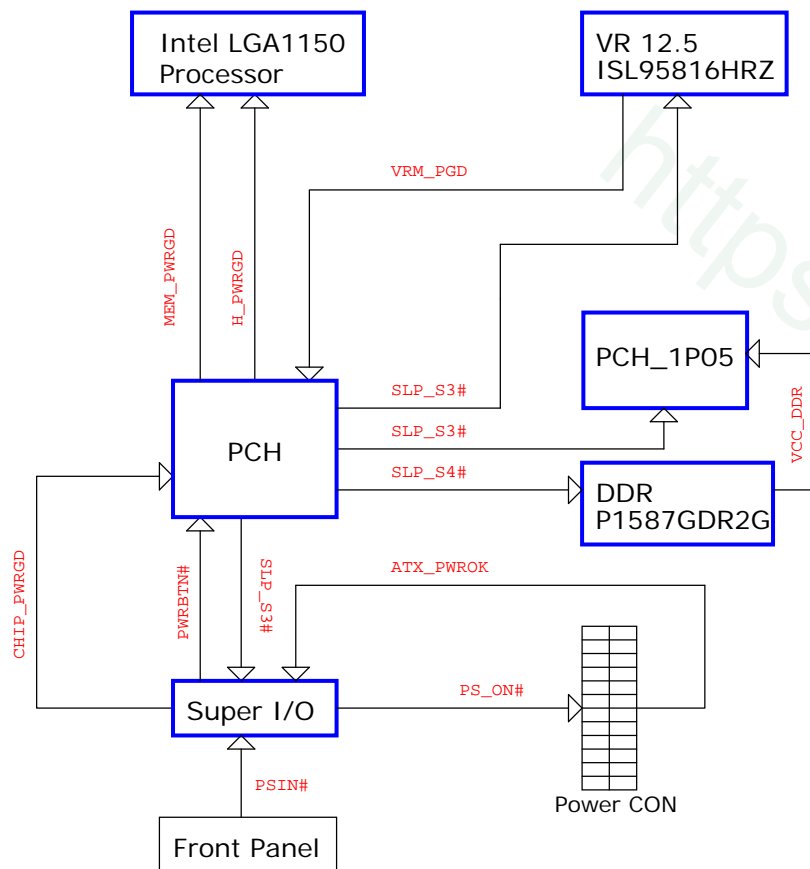 Intel LGA1150
Processor
VR 12.5
ISL95816HRZ
VRM_PGD
MEM_PWRGD
H_PWRGD
https
PCH_1P05
SLP_S3#
VCC_DDR
PCH
SLP_S3#
SLP_S4#
DDR
P1587GDR2G
CHIP_PWRGD
PWRBTN#
SLP_S3#
ATX_PWROK
Super I/O
PS_ON#
PSIN#
Power CON
Front Panel